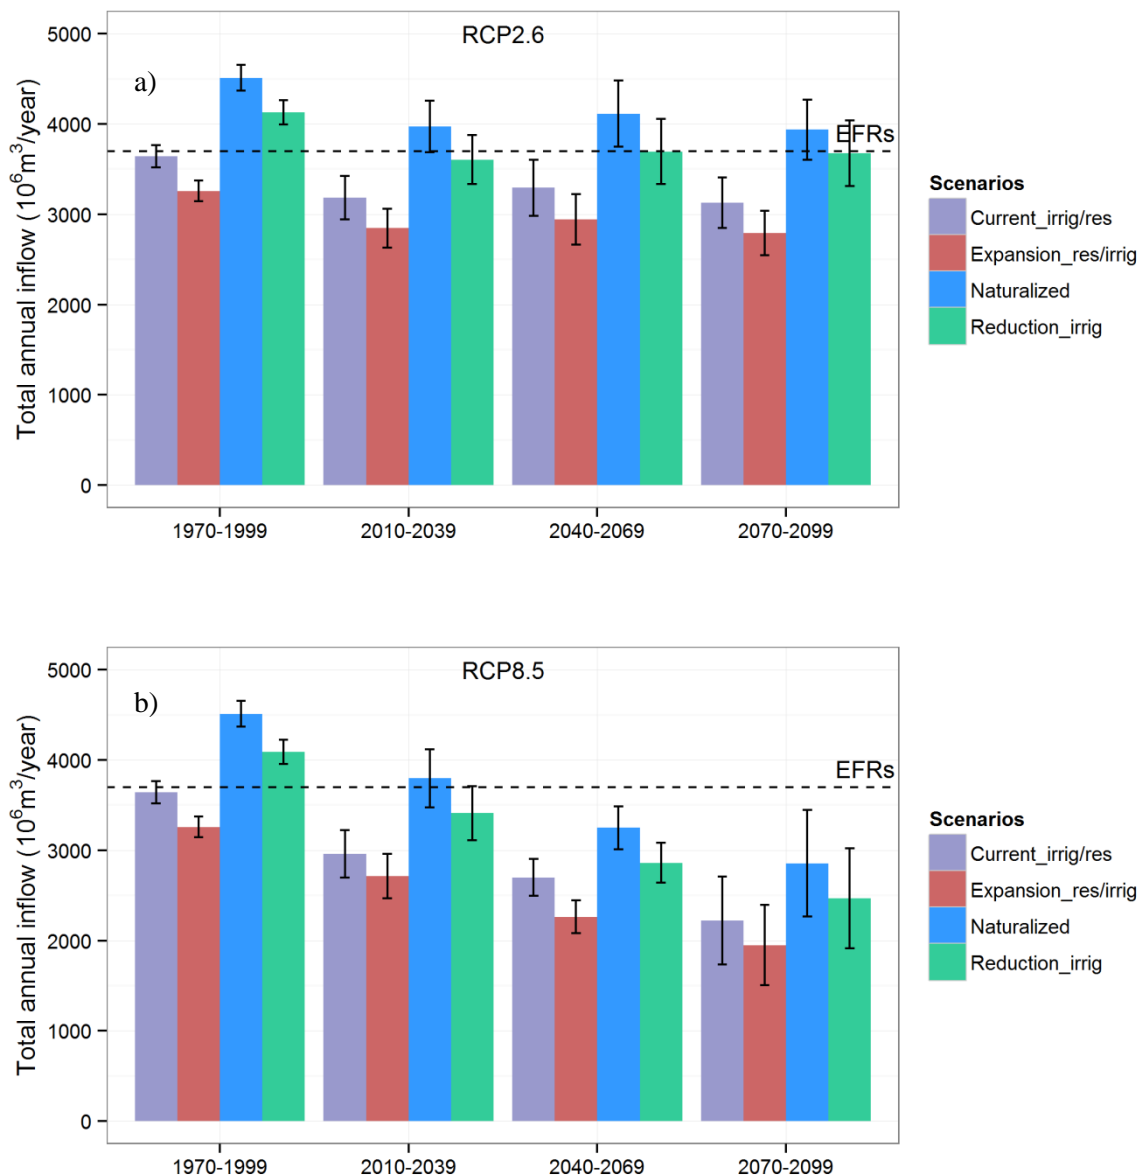 RCP2.6
a)
Total annual inflow (10⁶m³/year)
5000
4000
3000
2000
1000
0
EFRs
1970-1999
2010-2039
2040-2069
2070-2099
Scenarios
Current_irrig/res
Expansion_res/irrig
Naturalized
Reduction_irrig
RCP8.5
b)
Total annual inflow (10⁶m³/year)
5000
4000
3000
2000
1000
0
EFRs
1970-1999
2010-2039
2040-2069
2070-2099
Scenarios
Current_irrig/res
Expansion_res/irrig
Naturalized
Reduction_irrig